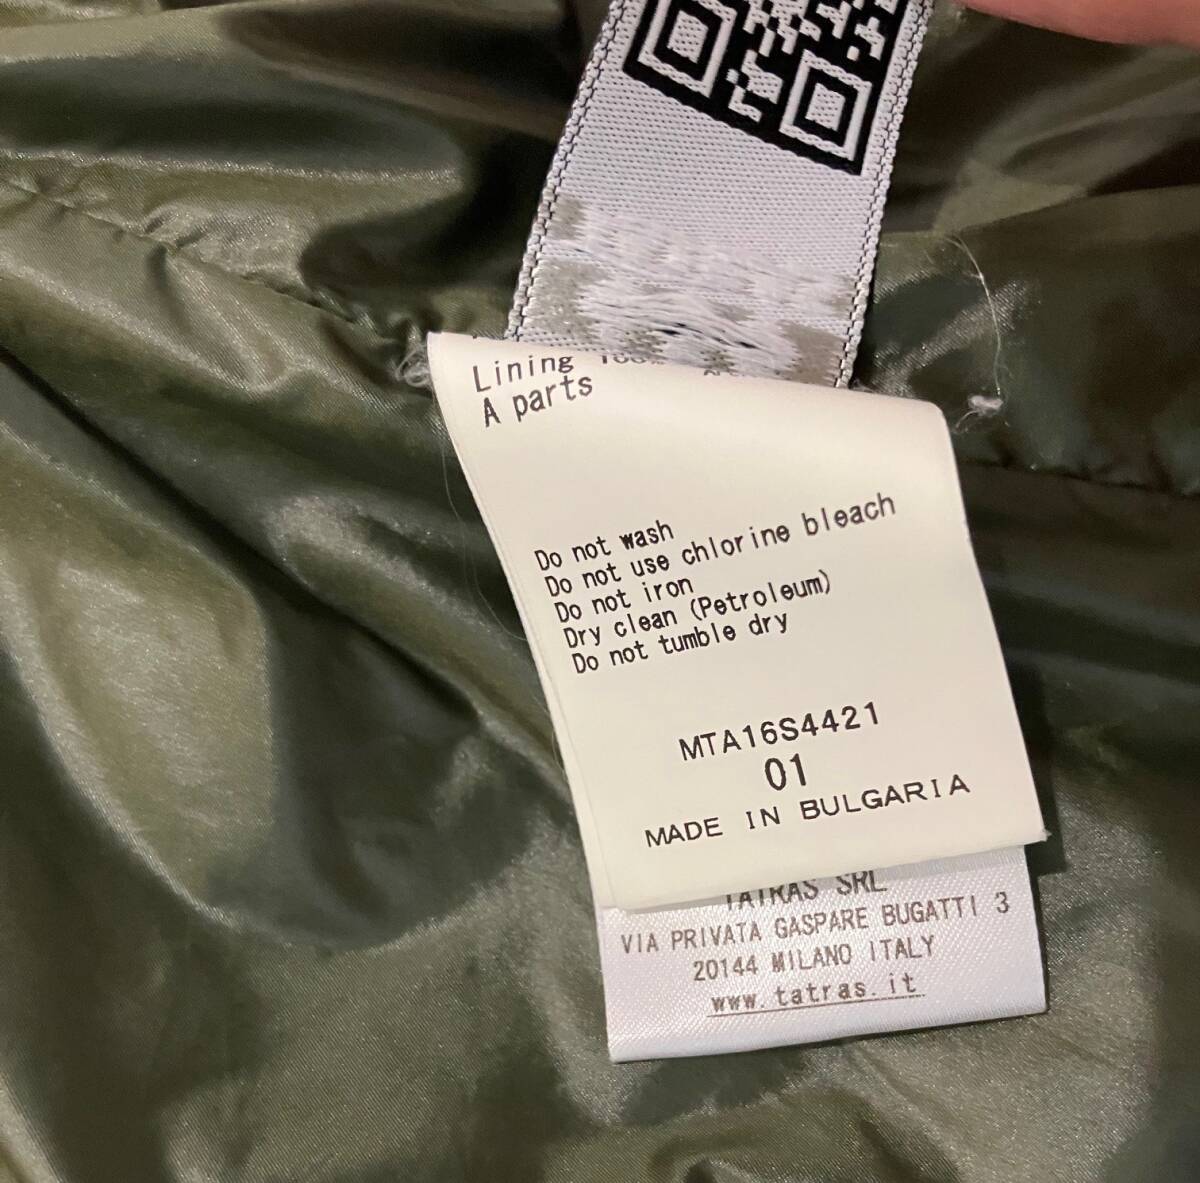 Lining
A parts
Do not wash
Do not use chlorine bleach
Do not iron
Dry clean (Petroleum)
Do not tumble dry
MTA16S4421
01
MADE IN BULGARIA
TATRAS SRL
VIA PRIVATA GASPARE BUGATTI 3
20144 MILANO ITALY
www.tatras.it